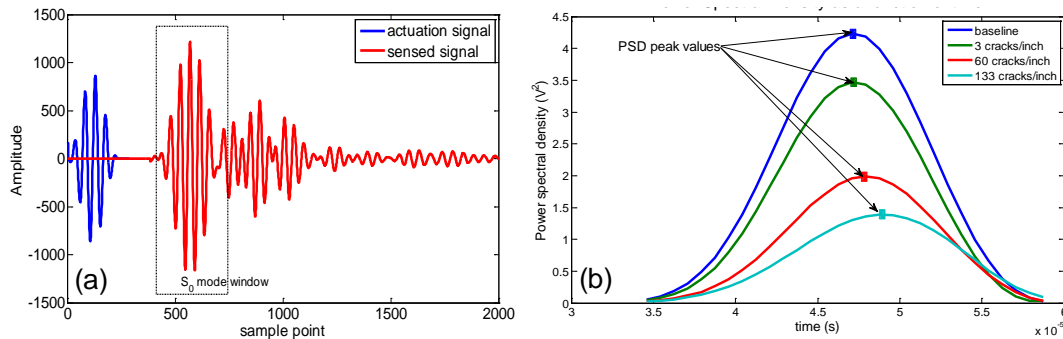 1500
1000
500
0
-500
-1000
-1500
Amplitude
actuation signal
sensed signal
S0 mode window
(a)
0
500
1000
1500
2000
sample point
4.5
4
3.5
3
2.5
2
1.5
1
0.5
0
Power spectral density (V²)
PSD peak values
baseline
3 cracks/inch
60 cracks/inch
133 cracks/inch
(b)
3
3.5
4
4.5
5
5.5
6
x 10
time (s)